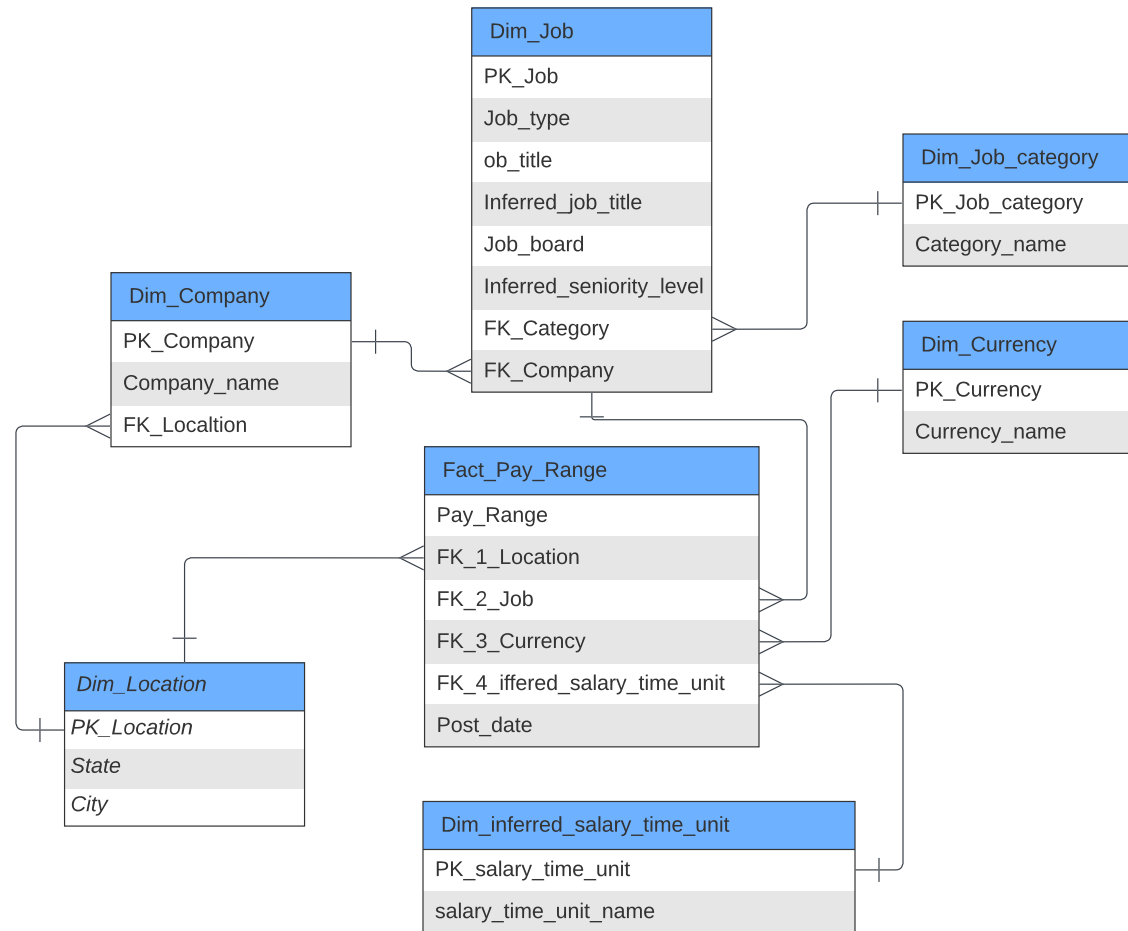 Dim_Job
PK_Job
Job_type
ob_title
Inferred_job_title
Job_board
Inferred_seniority_level
FK_Category
FK_Company
Dim_Job_category
PK_Job_category
Category_name
Dim_Company
PK_Company
Company_name
FK_Localtion
Dim_Currency
PK_Currency
Currency_name
Fact_Pay_Range
Pay_Range
FK_1_Location
FK_2_Job
FK_3_Currency
FK_4_iffered_salary_time_unit
Post_date
Dim_Location
PK_Location
State
City
Dim_inferred_salary_time_unit
PK_salary_time_unit
salary_time_unit_name